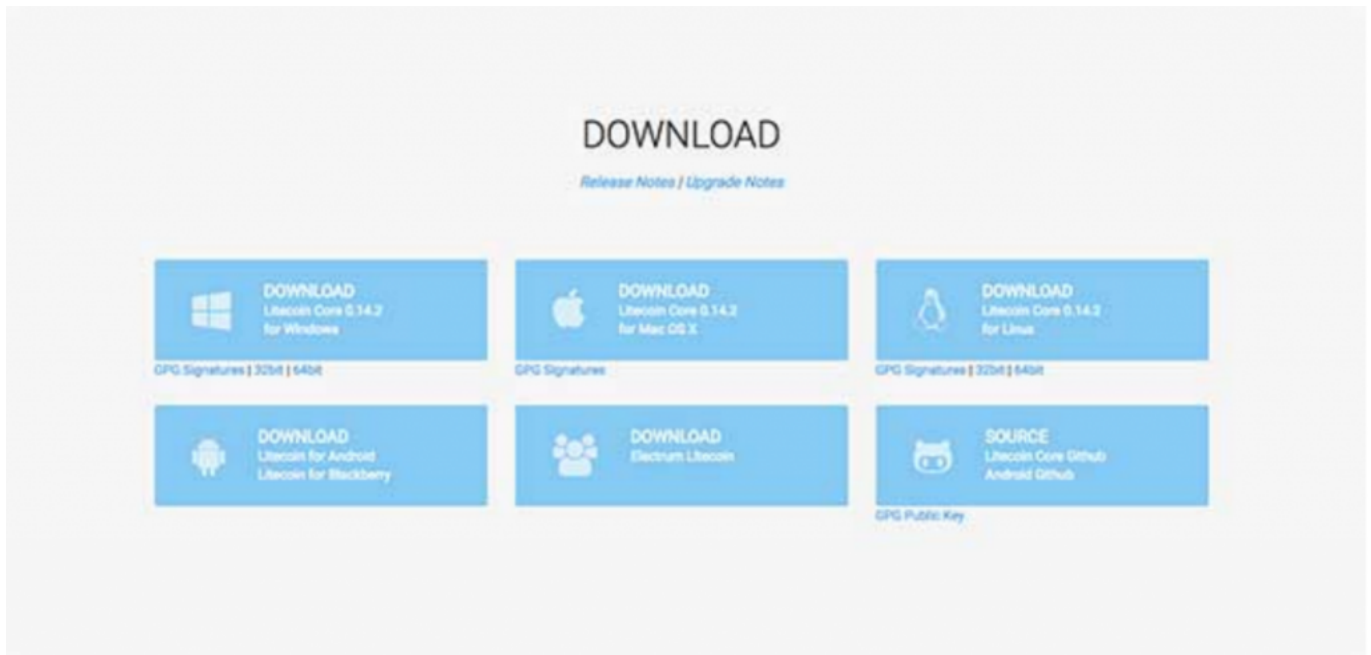 DOWNLOAD
Release Notes | Upgrade Notes
DOWNLOAD
Litecoin Core 0.14.2
for Windows
GPG Signatures | 32bit | 64bit
DOWNLOAD
Litecoin Core 0.14.2
for Mac OS X
GPG Signatures
DOWNLOAD
Litecoin Core 0.14.2
for Linux
GPG Signatures | 32bit | 64bit
DOWNLOAD
Litecoin for Android
Litecoin for Blackberry
DOWNLOAD
Electrum Litecoin
SOURCE
Litecoin Core Github
Android Github
GPG Public Key